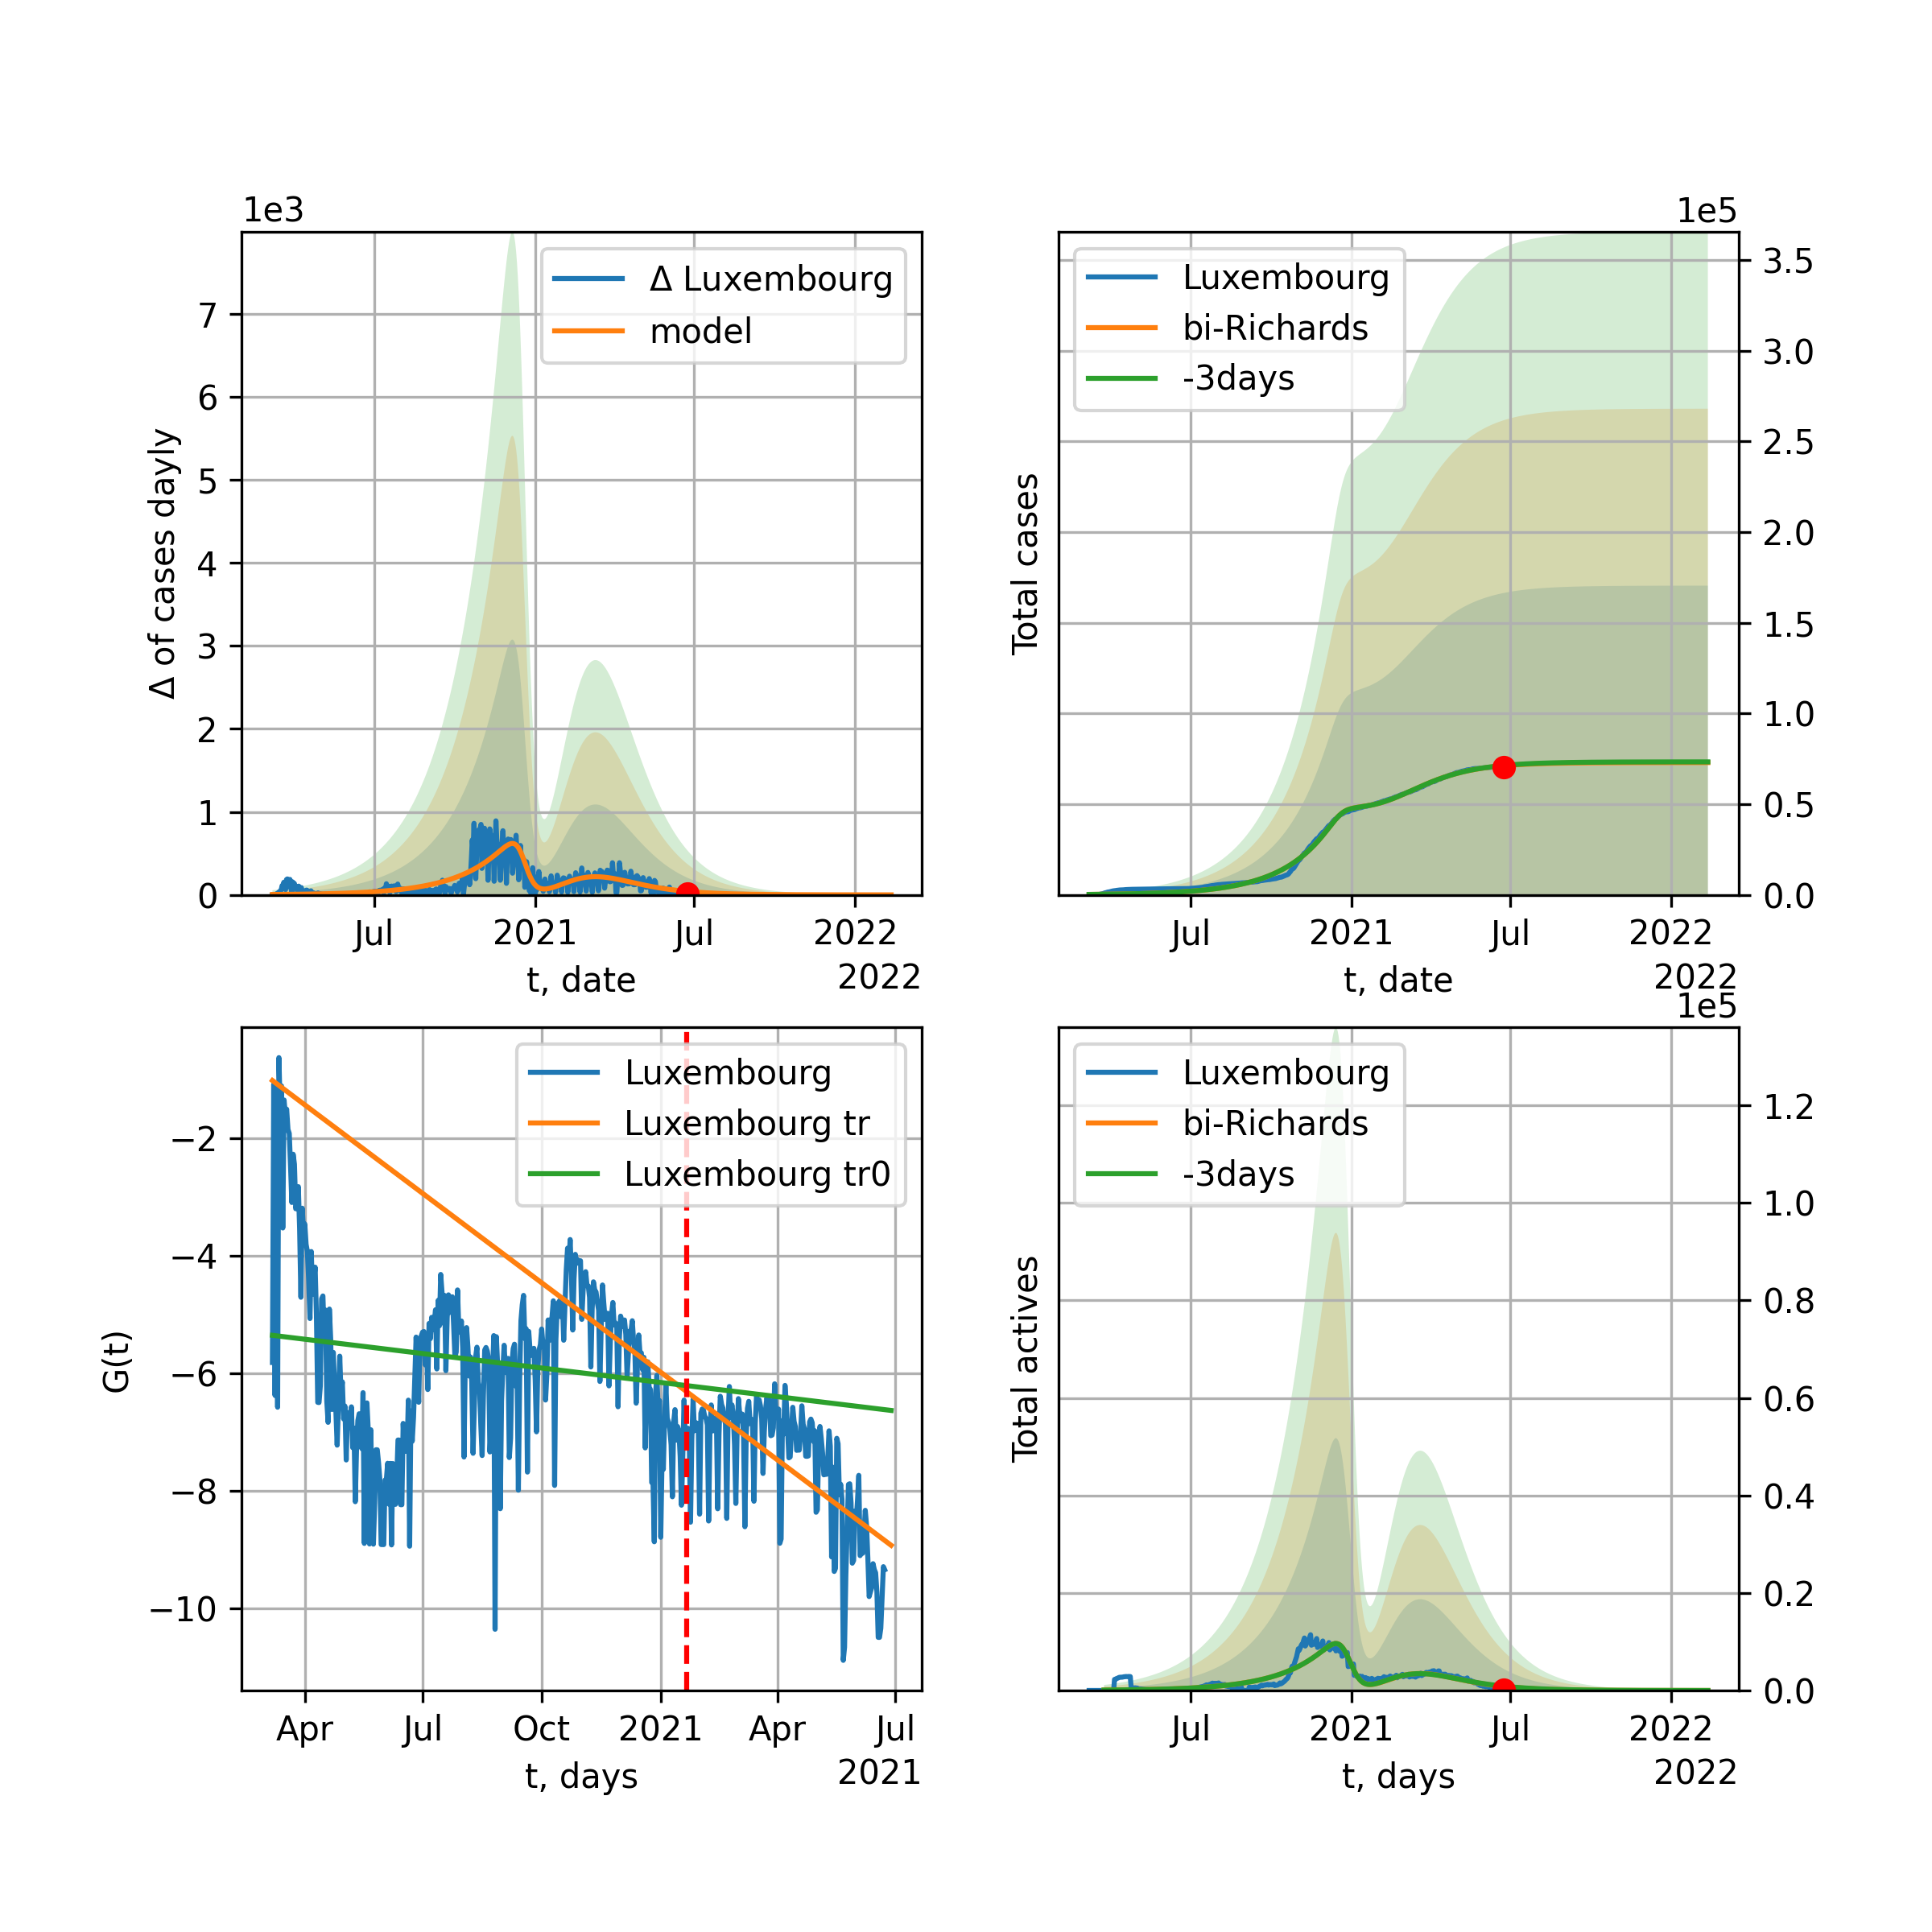 1e3
Δ of cases dayly
7
6
5
4
3
2
1
0
Δ Luxembourg
model
Jul
2021
Jul
2022
t, date
2022
1e5
Total cases
Luxembourg
bi-Richards
-3days
3.5
3.0
2.5
2.0
1.5
1.0
0.5
0.0
Jul
2021
Jul
2022
t, date
2022
G(t)
−2
−4
−6
−8
−10
Luxembourg
Luxembourg tr
Luxembourg tr0
Apr
Jul
Oct
2021
Apr
Jul
t, days
2021
1e5
Total actives
Luxembourg
bi-Richards
-3days
1.2
1.0
0.8
0.6
0.4
0.2
0.0
Jul
2021
Jul
2022
t, days
2022